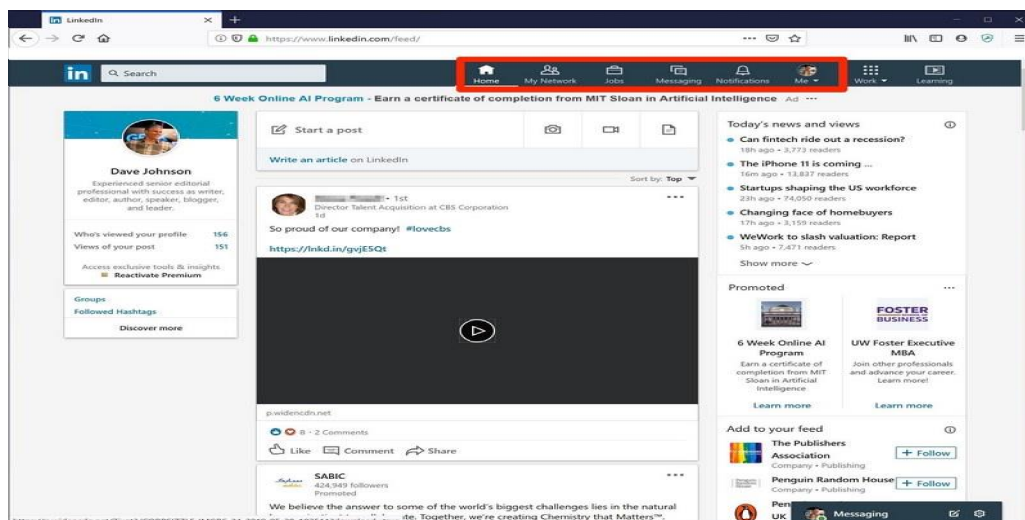 LinkedIn
https://www.linkedin.com/feed/
in
Search
Home
My Network
Jobs
Messaging
Notifications
Me
Work
Learning
6 Week Online AI Program - Earn a certificate of completion from MIT Sloan in Artificial Intelligence Ad ...
Dave Johnson
Experienced senior editorial
professional with success as writer,
editor, author, speaker, blogger,
and leader.
Who's viewed your profile 156
Views of your post 151
Access exclusive tools & insights
Reactivate Premium
Groups
Followed Hashtags
Discover more
Start a post
Write an article on LinkedIn
Sort by: Top
• 1st
Director Talent Acquisition at CBS Corporation
1d
So proud of our company! #lovecbs
https://lnkd.in/gvjE5Qt
p.widencdn.net
8 · 2 Comments
Like Comment Share
SABIC
424,949 followers
Promoted
We believe the answer to some of the world's biggest challenges lies in the natural
Together, we're creating Chemistry that Matters™,
Today's news and views
Can fintech ride out a recession?
18h ago • 3,773 readers
The iPhone 11 is coming ...
16m ago • 13,837 readers
Startups shaping the US workforce
23h ago • 74,050 readers
Changing face of homebuyers
17h ago • 3,159 readers
WeWork to slash valuation: Report
5h ago • 7,471 readers
Show more
Promoted
6 Week Online AI
Program
Earn a certificate of
completion from MIT
Sloan in Artificial
Intelligence
Learn more
FOSTER
BUSINESS
UW Foster Executive
MBA
Join other professionals
and advance your career.
Learn more!
Learn more
Add to your feed
The Publishers
Association
Company • Publishing
+ Follow
Penguin Random House
Company • Publishing
+ Follow
UK
Messaging